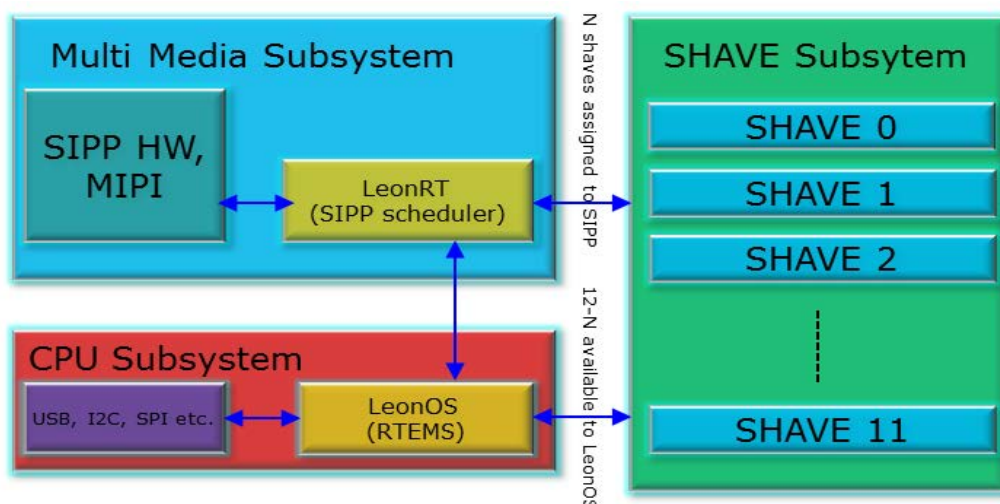 Multi Media Subsystem
SIPP HW,
MIPI
LeonRT
(SIPP scheduler)
CPU Subsystem
USB, I2C, SPI etc.
LeonOS
(RTEMS)
N shaves assigned to SIPP
12-N available to LeonOS
SHAVE Subsytem
SHAVE 0
SHAVE 1
SHAVE 2
SHAVE 11